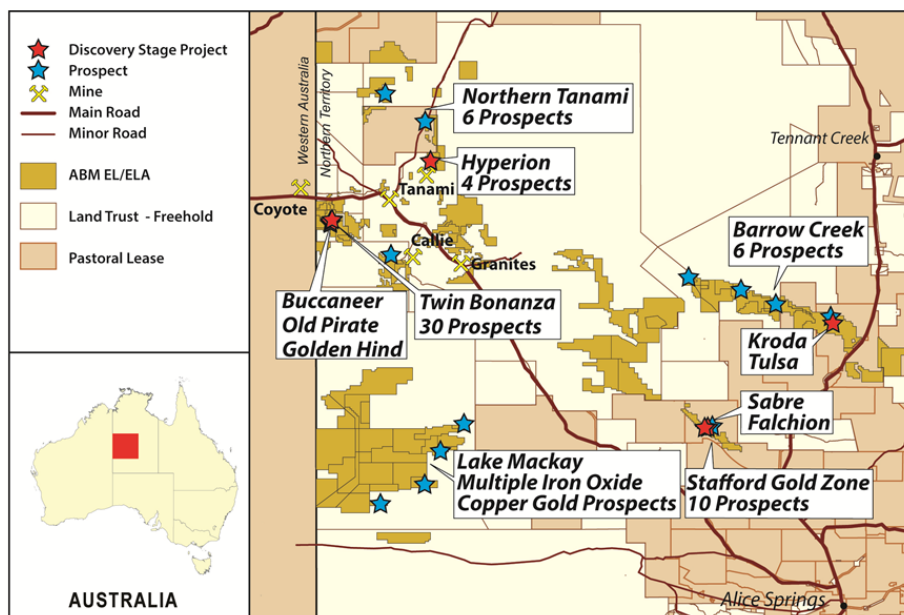 Discovery Stage Project
Prospect
Mine
Main Road
Minor Road
ABM EL/ELA
Land Trust - Freehold
Pastoral Lease
AUSTRALIA
Western Australia
Northern Territory
Northern Tanami
6 Prospects
Hyperion
4 Prospects
Tanami
Coyote
Callie
Granites
Buccaneer
Old Pirate
Golden Hind
Twin Bonanza
30 Prospects
Tennant Creek
Barrow Creek
6 Prospects
Kroda
Tulsa
Sabre
Falchion
Lake Mackay
Multiple Iron Oxide
Copper Gold Prospects
Stafford Gold Zone
10 Prospects
Alice Springs